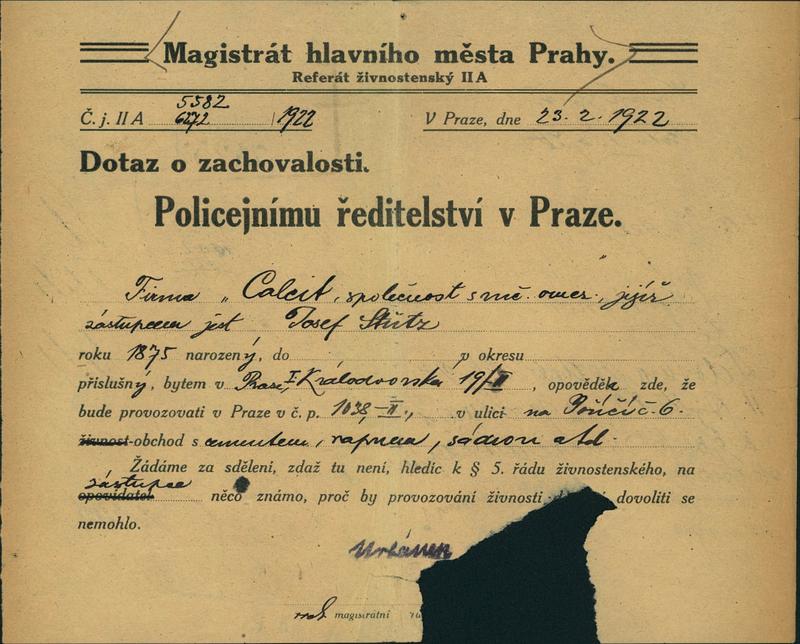 Magistrát hlavního města Prahy.
Referát živnostenský II A
5582
Č. j. II A 6272 / 1922 V Praze, dne 23. 2. 1922
Dotaz o zachovalosti.
Policejnímu ředitelství v Praze.
Firma „Calcit, společnost s ruč. omez.", jejíž
zástupcem jest Josef Stütz
roku 1875 narozený, do p okresu
příslušný, bytem v Praze, I Králodvorská 19/II, opověděl zde, že
bude provozovati v Praze v č. p. 1038-II, v ulici na Poříčí č. 6.
živnost-obchod s cementem, vápnem, sádrou atd.
Žádáme za sdělení, zdaž tu není, hledíc k § 5. řádu živnostenského, na
zástupce
opovídatel něco známo, proč by provozování živnosti dovoliti se
nemohlo.
magistrátní